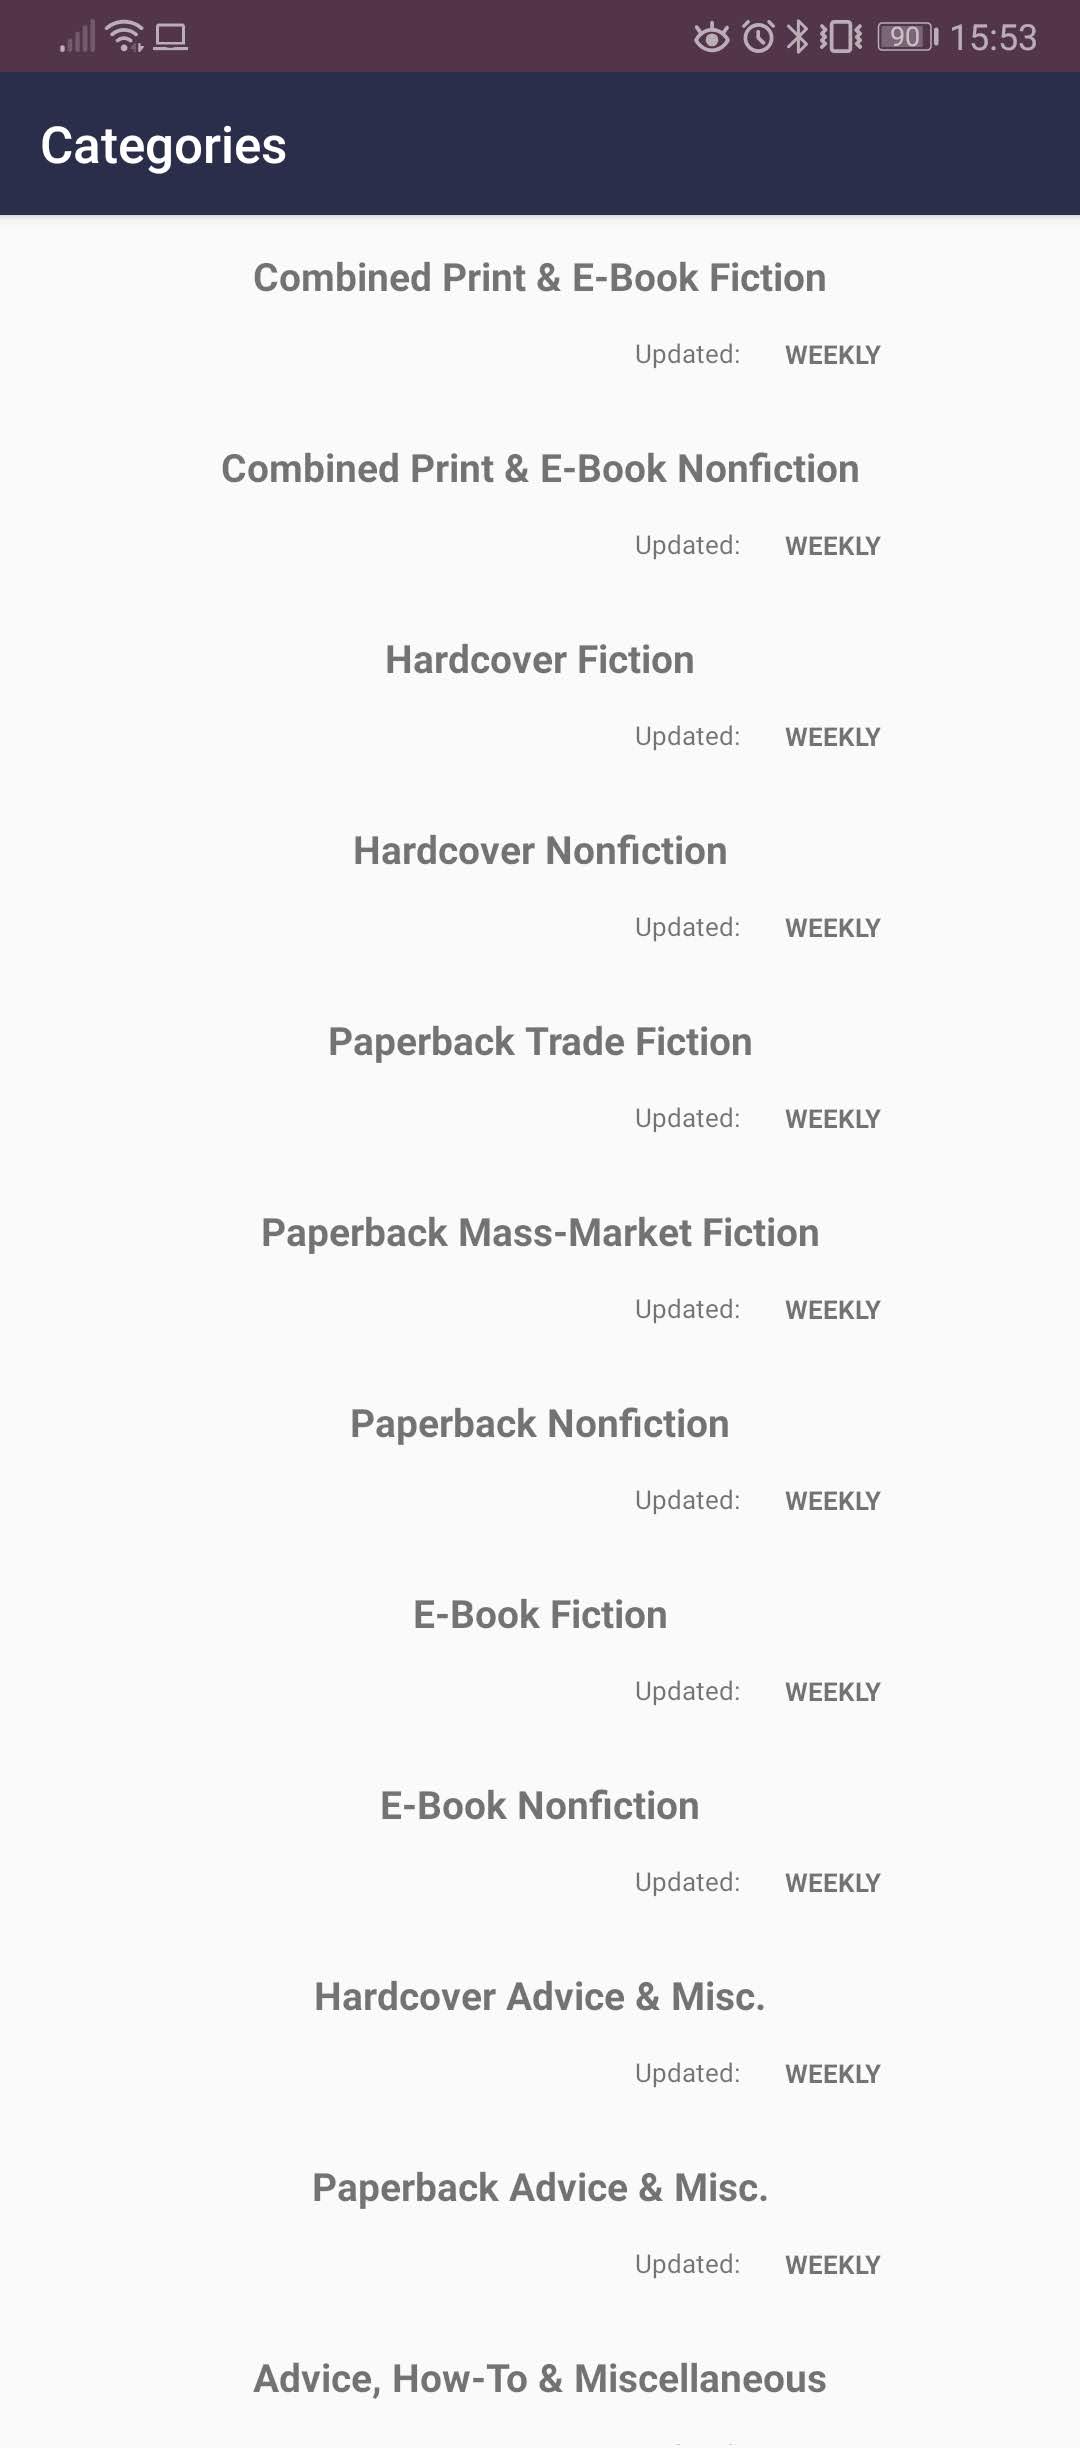 90 15:53
Categories
Combined Print & E-Book Fiction
Updated: WEEKLY
Combined Print & E-Book Nonfiction
Updated: WEEKLY
Hardcover Fiction
Updated: WEEKLY
Hardcover Nonfiction
Updated: WEEKLY
Paperback Trade Fiction
Updated: WEEKLY
Paperback Mass-Market Fiction
Updated: WEEKLY
Paperback Nonfiction
Updated: WEEKLY
E-Book Fiction
Updated: WEEKLY
E-Book Nonfiction
Updated: WEEKLY
Hardcover Advice & Misc.
Updated: WEEKLY
Paperback Advice & Misc.
Updated: WEEKLY
Advice, How-To & Miscellaneous